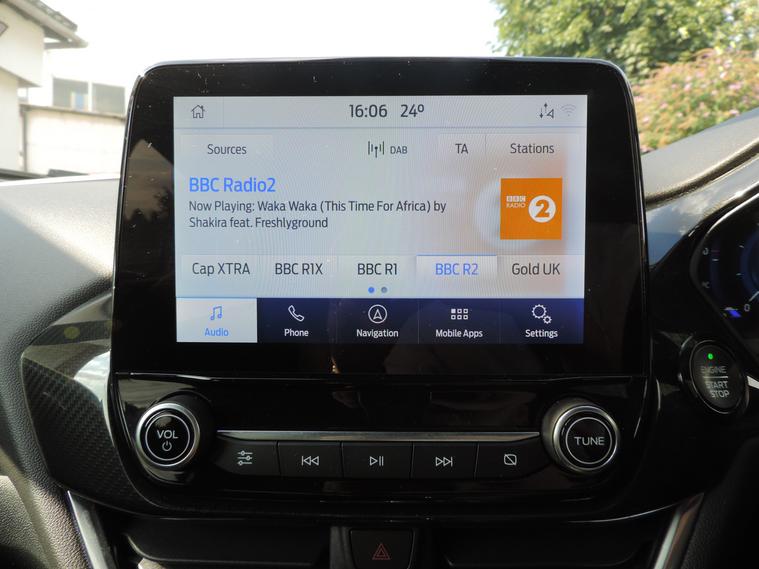 16:06 24º
Sources DAB TA Stations
BBC Radio2
Now Playing: Waka Waka (This Time For Africa) by
Shakira feat. Freshlyground
BBC
RADIO 2
Cap XTRA BBC R1X BBC R1 BBC R2 Gold UK
Audio Phone Navigation Mobile Apps Settings
ENGINE
START
STOP
VOL
TUNE
0